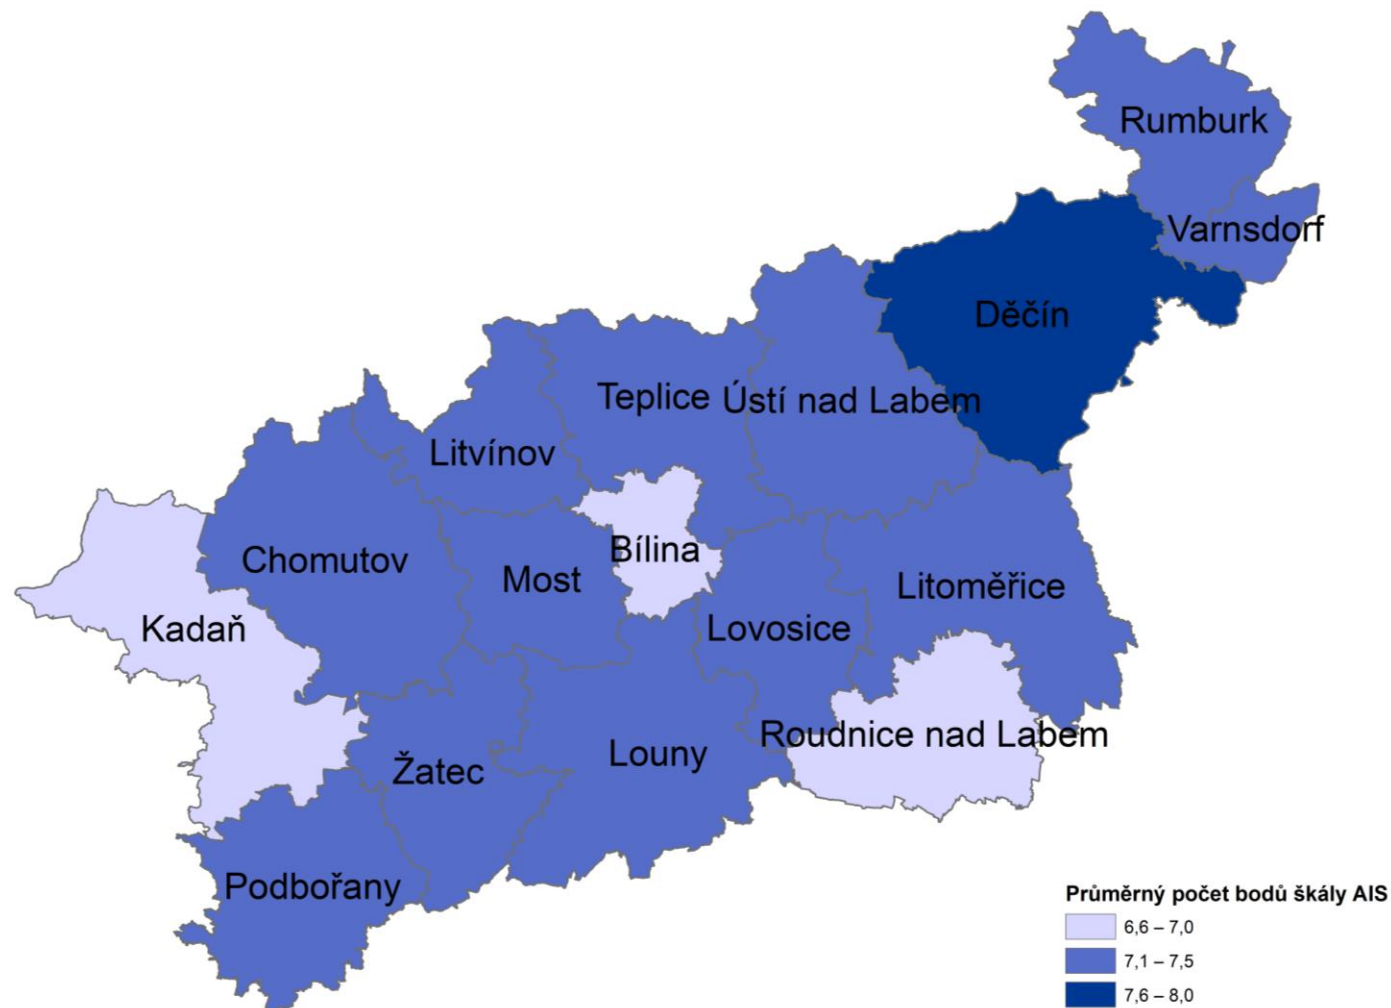 Rumburk
Varnsdorf
Děčín
Teplice
Ústí nad Labem
Litvínov
Chomutov
Most
Bílina
Litoměřice
Kadaň
Lovosice
Roudnice nad Labem
Louny
Žatec
Podbořany
Průměrný počet bodů škály AIS
6,6 – 7,0
7,1 – 7,5
7,6 – 8,0